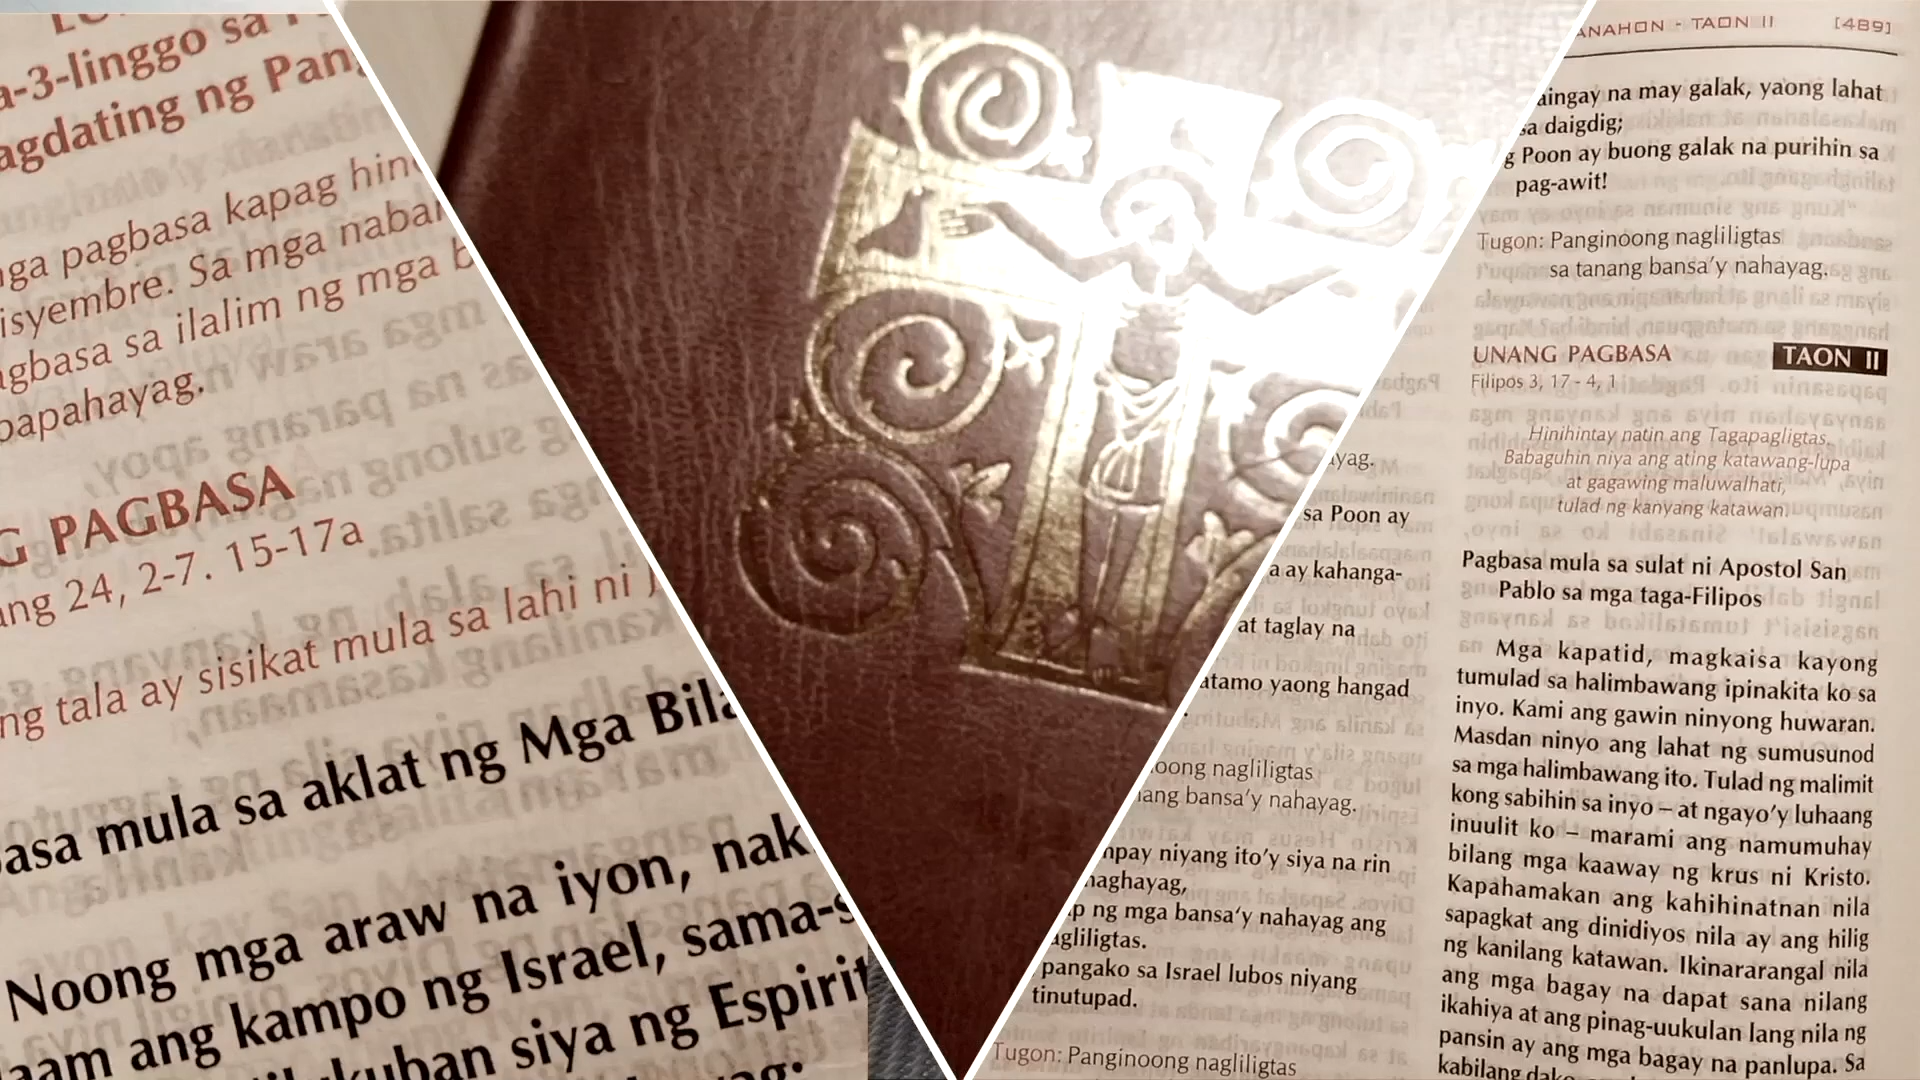 -3-linggo sa
agdating ng Pan
ga pagbasa kapag hin
isyembre. Sa mga naba
gbasa sa ilalim ng mga b
papahayag.
G PAGBASA
ang 24, 2-7. 15-17a
ng tala ay sisikat mula sa lahi ni J
basa mula sa aklat ng Mga Bila
Noong mga araw na iyon, nak
aam ang kampo ng Israel, sama-s
kuban siya ng Espirit
yag.
sa Poon ay
a ay kahanga-
at taglay na
atamo yaong hangad
oong nagliligtas
ang bansa'y nahayag.
mpay niyang ito'y siya na rin
naghayag,
p ng mga bansa'y nahayag ang
agliligtas.
pangako sa Israel lubos niyang
tinutupad.
Tugon: Panginoong nagliligtas
ANAHON - TAON II [489]
aingay na may galak, yaong lahat
sa daigdig;
g Poon ay buong galak na purihin sa
pag-awit!
Tugon: Panginoong nagliligtas
sa tanang bansa'y nahayag.
UNANG PAGBASA TAON II
Filipos 3, 17 - 4, 1
Hinihintay natin ang Tagapagligtas.
Babaguhin niya ang ating katawang-lupa
at gagawing maluwalhati,
tulad ng kanyang katawan.
Pagbasa mula sa sulat ni Apostol San
Pablo sa mga taga-Filipos
Mga kapatid, magkaisa kayong
tumulad sa halimbawang ipinakita ko sa
inyo. Kami ang gawin ninyong huwaran.
Masdan ninyo ang lahat ng sumusunod
sa mga halimbawang ito. Tulad ng malimit
kong sabihin sa inyo – at ngayo'y luhaang
inuulit ko – marami ang namumuhay
bilang mga kaaway ng krus ni Kristo.
Kapahamakan ang kahihinatnan nila
sapagkat ang dinidiyos nila ay ang hilig
ng kanilang katawan. Ikinararangal nila
ang mga bagay na dapat sana nilang
ikahiya at ang pinag-uukulan lang nila ng
pansin ay ang mga bagay na panlupa. Sa
kabilang dako